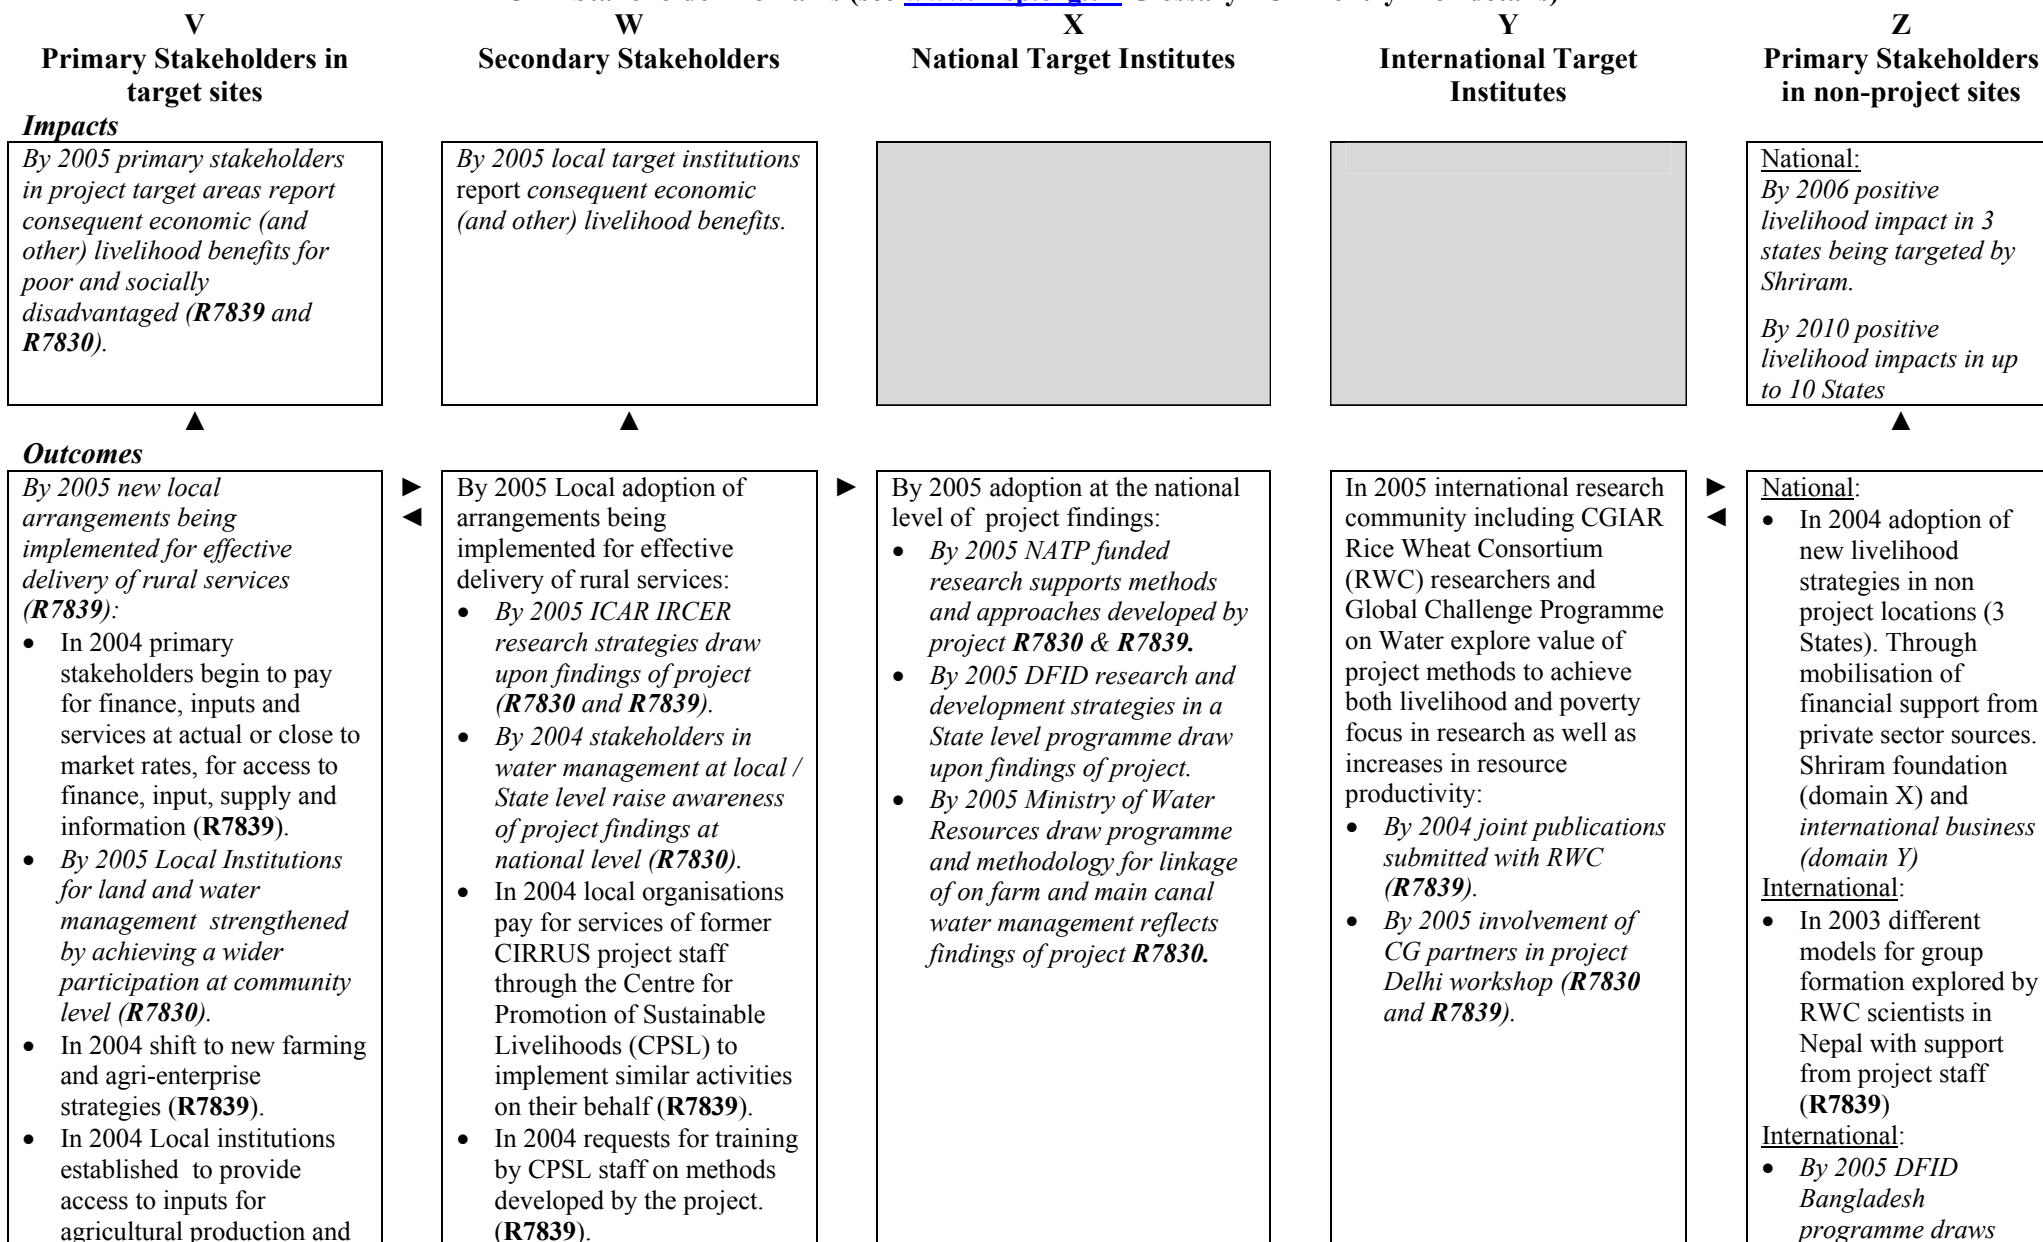 V
Primary Stakeholders in
target sites
W
Secondary Stakeholders
X
National Target Institutes
Y
International Target
Institutes
Z
Primary Stakeholders
in non-project sites
Impacts
By 2005 primary stakeholders
in project target areas report
consequent economic (and
other) livelihood benefits for
poor and socially
disadvantaged (R7839 and
R7830).
By 2005 local target institutions
report consequent economic
(and other) livelihood benefits.
National:
By 2006 positive
livelihood impact in 3
states being targeted by
Shriram.
By 2010 positive
livelihood impacts in up
to 10 States
▲
▲
▲
Outcomes
By 2005 new local
arrangements being
implemented for effective
delivery of rural services
(R7839):
• In 2004 primary
stakeholders begin to pay
for finance, inputs and
services at actual or close to
market rates, for access to
finance, input, supply and
information (R7839).
• By 2005 Local Institutions
for land and water
management strengthened
by achieving a wider
participation at community
level (R7830).
• In 2004 shift to new farming
and agri-enterprise
strategies (R7839).
• In 2004 Local institutions
established to provide
access to inputs for
agricultural production and
►
◄
By 2005 Local adoption of
arrangements being
implemented for effective
delivery of rural services:
• By 2005 ICAR IRCER
research strategies draw
upon findings of project
(R7830 and R7839).
• By 2004 stakeholders in
water management at local /
State level raise awareness
of project findings at
national level (R7830).
• In 2004 local organisations
pay for services of former
CIRRUS project staff
through the Centre for
Promotion of Sustainable
Livelihoods (CPSL) to
implement similar activities
on their behalf (R7839).
• In 2004 requests for training
by CPSL staff on methods
developed by the project.
(R7839).
►
By 2005 adoption at the national
level of project findings:
• By 2005 NATP funded
research supports methods
and approaches developed by
project R7830 & R7839.
• By 2005 DFID research and
development strategies in a
State level programme draw
upon findings of project.
• By 2005 Ministry of Water
Resources draw programme
and methodology for linkage
of on farm and main canal
water management reflects
findings of project R7830.
In 2005 international research
community including CGIAR
Rice Wheat Consortium
(RWC) researchers and
Global Challenge Programme
on Water explore value of
project methods to achieve
both livelihood and poverty
focus in research as well as
increases in resource
productivity:
• By 2004 joint publications
submitted with RWC
(R7839).
• By 2005 involvement of
CG partners in project
Delhi workshop (R7830
and R7839).
►
◄
National:
• In 2004 adoption of
new livelihood
strategies in non
project locations (3
States). Through
mobilisation of
financial support from
private sector sources.
Shriram foundation
(domain X) and
international business
(domain Y)
International:
• In 2003 different
models for group
formation explored by
RWC scientists in
Nepal with support
from project staff
(R7839)
International:
• By 2005 DFID
Bangladesh
programme draws